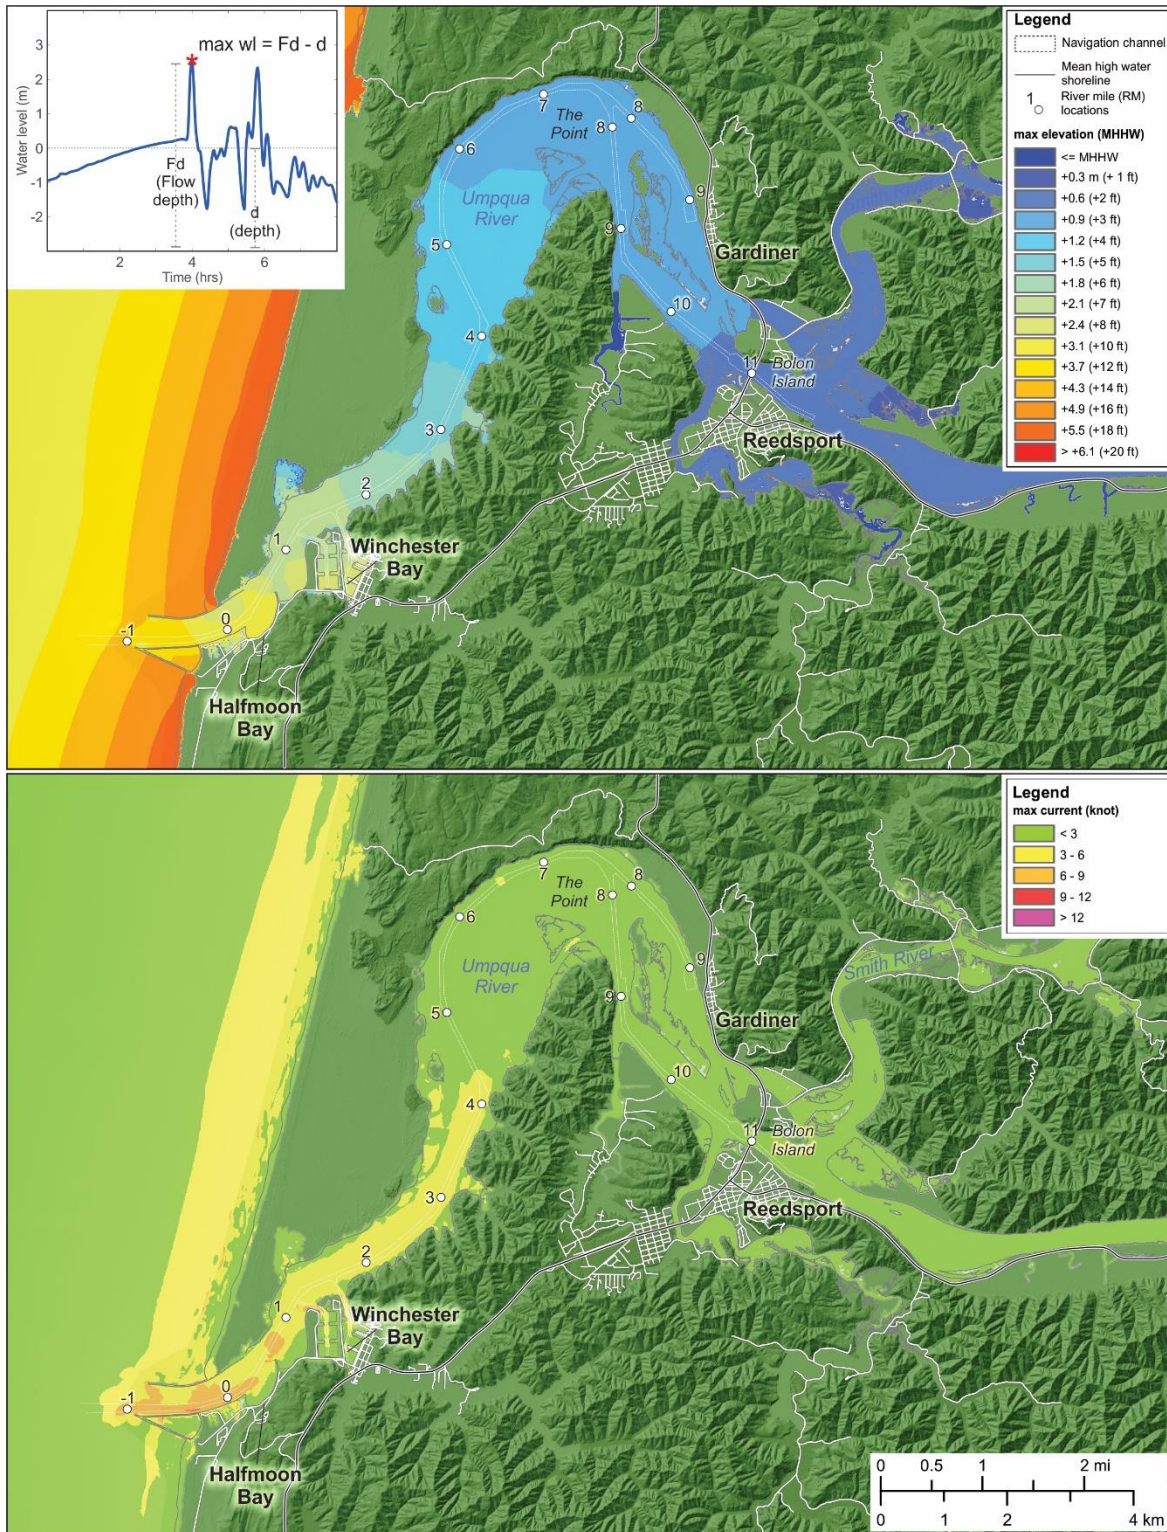 max wl = Fd - d
3
2
1
0
-1
-2
Water level (m)
Fd
(Flow
depth)
d
(depth)
2
4
6
Time (hrs)
Legend
Navigation channel
Mean high water
shoreline
1
River mile (RM)
locations
max elevation (MHHW)
<= MHHW
+0.3 m (+ 1 ft)
+0.6 (+2 ft)
+0.9 (+3 ft)
+1.2 (+4 ft)
+1.5 (+5 ft)
+1.8 (+6 ft)
+2.1 (+7 ft)
+2.4 (+8 ft)
+3.1 (+10 ft)
+3.7 (+12 ft)
+4.3 (+14 ft)
+4.9 (+16 ft)
+5.5 (+18 ft)
> +6.1 (+20 ft)
7
The
Point
8
8
6
Umpqua
River
9
5
9
Gardiner
10
4
11
Bolon
Island
3
Reedsport
2
1
Winchester
Bay
0
-1
Halfmoon
Bay
Smith River
Legend
max current (knot)
< 3
3 - 6
6 - 9
9 - 12
> 12
7
The
Point
8
8
6
Umpqua
River
9
Smith River
5
9
Gardiner
10
4
11
Bolon
Island
3
Reedsport
2
1
Winchester
Bay
0
-1
Halfmoon
Bay
0 0.5 1 2 mi
0 1 2 4 km